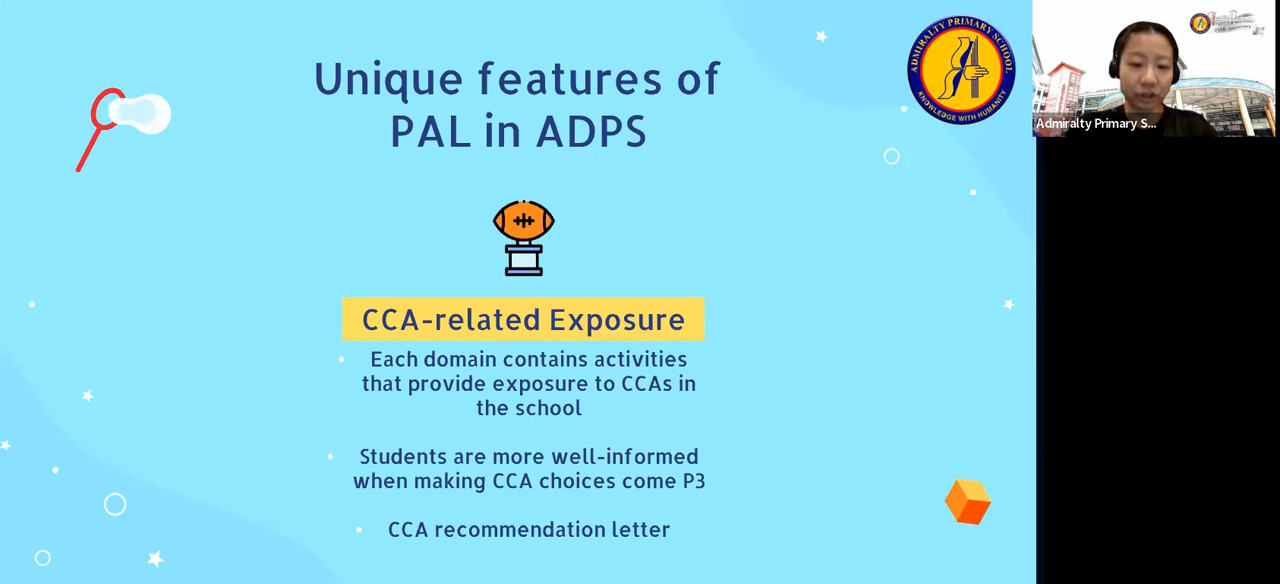 Unique features of
PAL in ADPS
ADMIRALTY PRIMARY SCHOOL
KNOWLEDGE WITH HUMANITY
Admiralty Primary S...
CCA-related Exposure
• Each domain contains activities
that provide exposure to CCAs in
the school
• Students are more well-informed
when making CCA choices come P3
• CCA recommendation letter